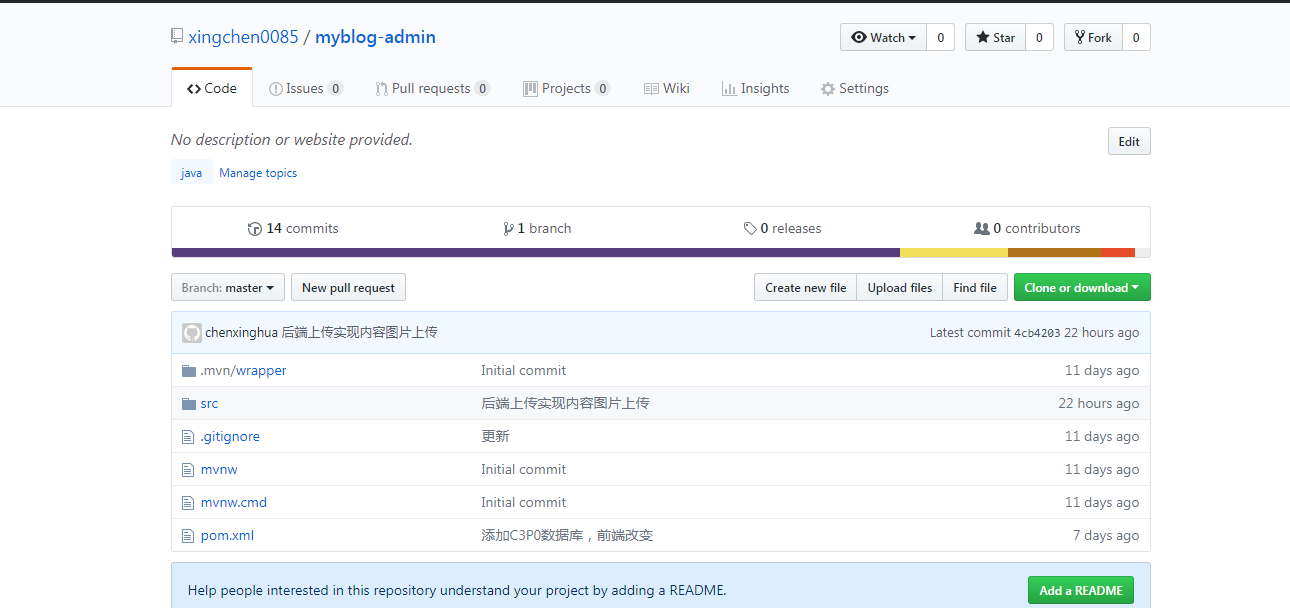 xingchen0085 / myblog-admin
Watch 0 Star 0 Fork 0
Code Issues 0 Pull requests 0 Projects 0 Wiki Insights Settings
No description or website provided.
Edit
java Manage topics
14 commits 1 branch 0 releases 0 contributors
Branch: master New pull request Create new file Upload files Find file Clone or download
chenxinghua 后端上传实现内容图片上传 Latest commit 4cb4203 22 hours ago
.mvn/wrapper Initial commit 11 days ago
src 后端上传实现内容图片上传 22 hours ago
.gitignore 更新 11 days ago
mvnw Initial commit 11 days ago
mvnw.cmd Initial commit 11 days ago
pom.xml 添加C3P0数据库，前端改变 7 days ago
Help people interested in this repository understand your project by adding a README. Add a README